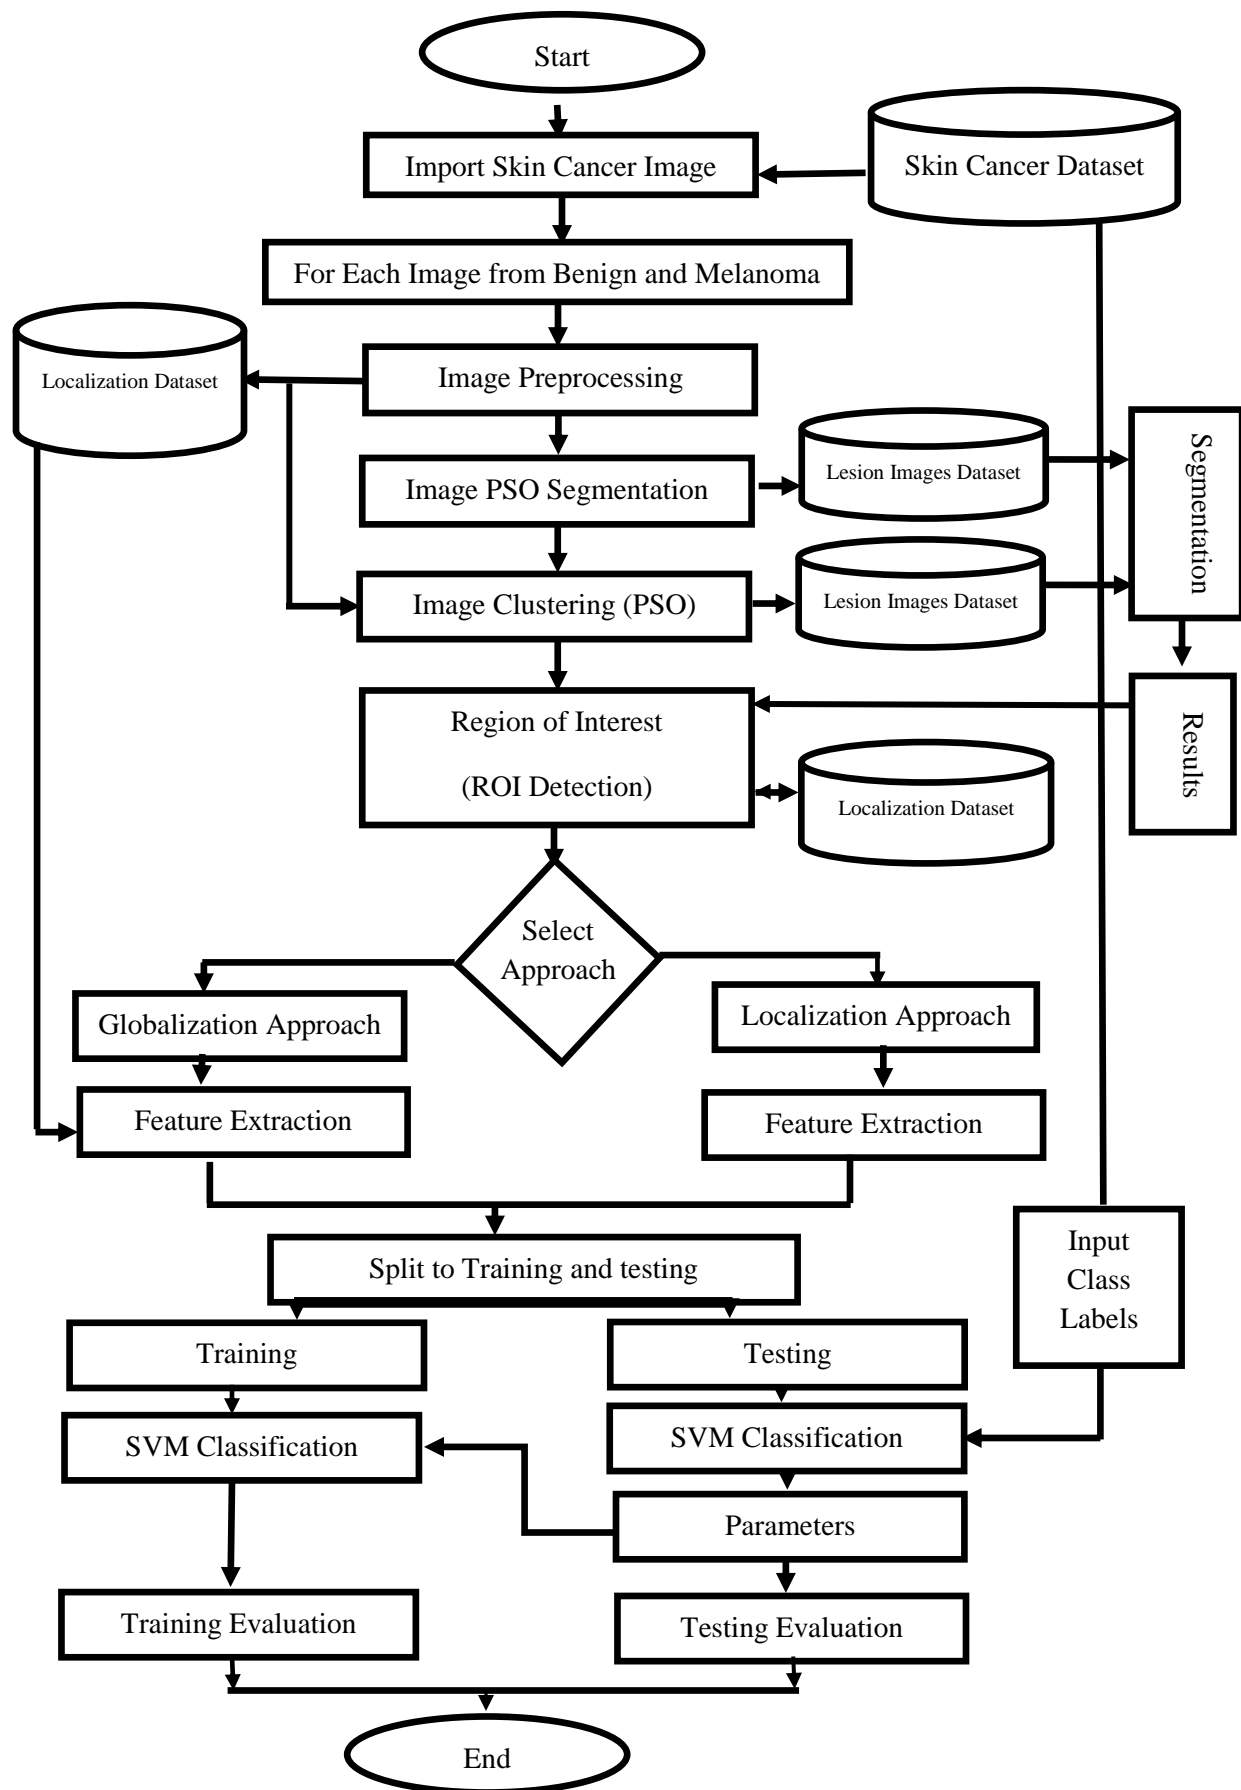 Start
Import Skin Cancer Image
Skin Cancer Dataset
For Each Image from Benign and Melanoma
Localization Dataset
Image Preprocessing
Image PSO Segmentation
Lesion Images Dataset
Segmentation
Image Clustering (PSO)
Lesion Images Dataset
Region of Interest
(ROI Detection)
Results
Localization Dataset
Select
Approach
Globalization Approach
Localization Approach
Feature Extraction
Feature Extraction
Split to Training and testing
Input
Class
Labels
Training
Testing
SVM Classification
SVM Classification
Parameters
Training Evaluation
Testing Evaluation
End